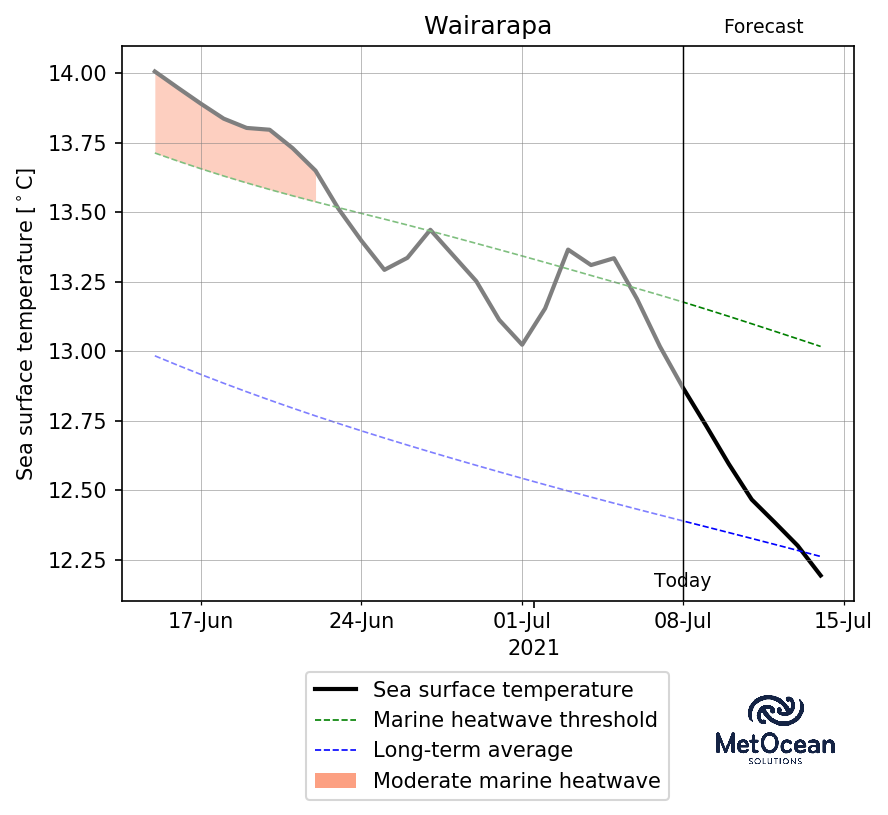 Wairarapa
Forecast
Sea surface temperature [°C]
14.00
13.75
13.50
13.25
13.00
12.75
12.50
12.25
Today
17-Jun
24-Jun
01-Jul
08-Jul
15-Jul
2021
Sea surface temperature
Marine heatwave threshold
Long-term average
Moderate marine heatwave
MetOcean
SOLUTIONS